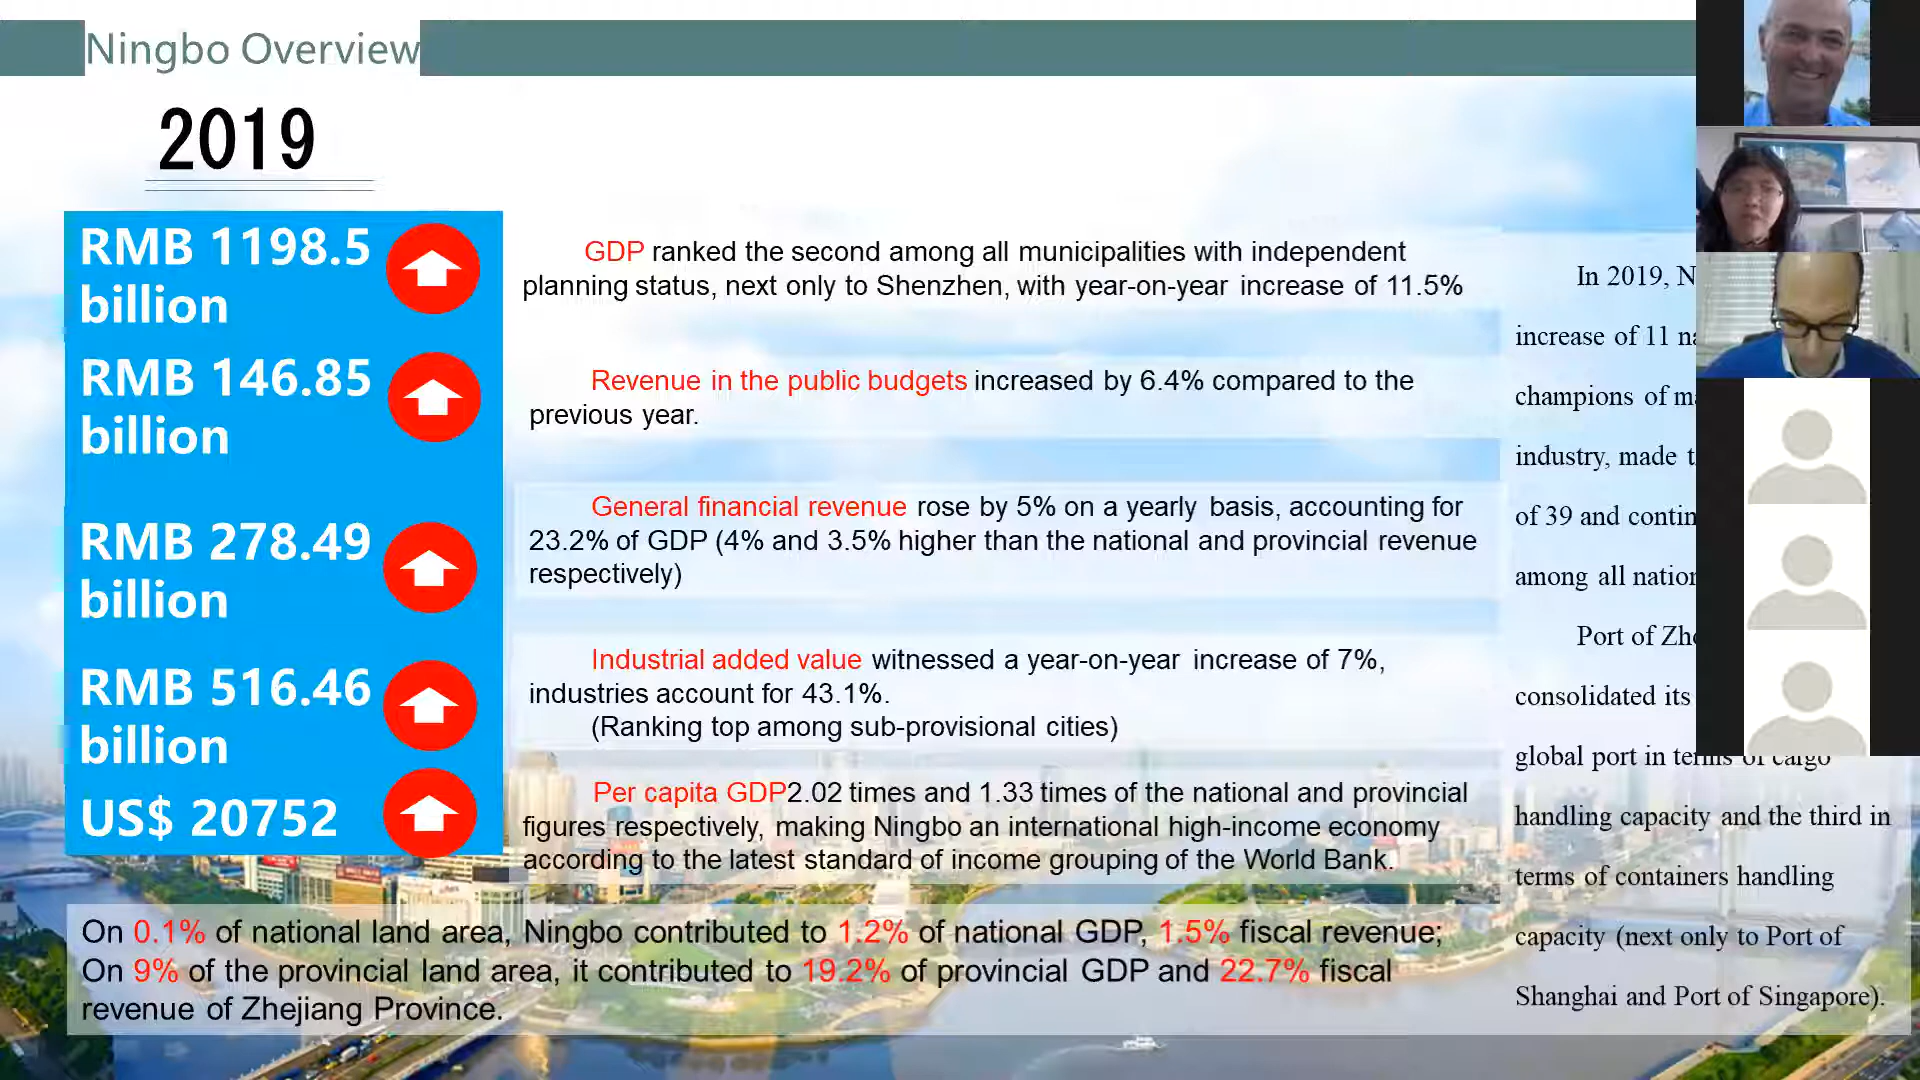 Ningbo Overview
2019
RMB 1198.5
billion
RMB 146.85
billion
RMB 278.49
billion
RMB 516.46
billion
US$ 20752
GDP ranked the second among all municipalities with independent
planning status, next only to Shenzhen, with year-on-year increase of 11.5%
Revenue in the public budgets increased by 6.4% compared to the
previous year.
General financial revenue rose by 5% on a yearly basis, accounting for
23.2% of GDP (4% and 3.5% higher than the national and provincial revenue
respectively)
Industrial added value witnessed a year-on-year increase of 7%,
industries account for 43.1%.
(Ranking top among sub-provisional cities)
Per capita GDP2.02 times and 1.33 times of the national and provincial
figures respectively, making Ningbo an international high-income economy
according to the latest standard of income grouping of the World Bank.
On 0.1% of national land area, Ningbo contributed to 1.2% of national GDP, 1.5% fiscal revenue;
On 9% of the provincial land area, it contributed to 19.2% of provincial GDP and 22.7% fiscal
revenue of Zhejiang Province.
In 2019,
increase of 11
champions of
industry, made
of 39 and
among all
Port of
consolidated its
global port in terms of cargo
handling capacity and the third in
terms of containers handling
capacity (next only to Port of
Shanghai and Port of Singapore).